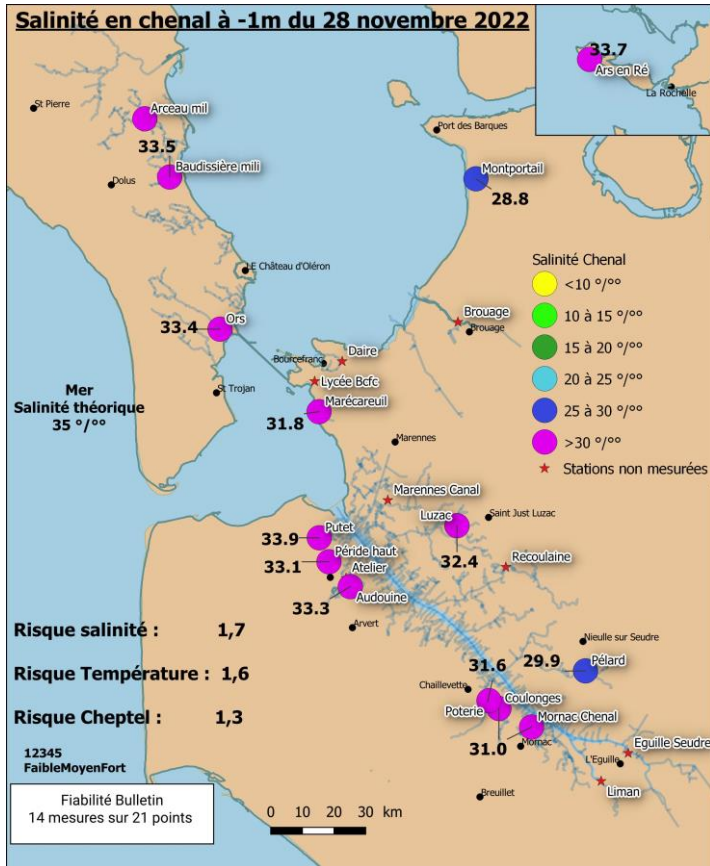 Salinité en chenal à -1m du 28 novembre 2022
33.7
Ars en Ré
La Rochelle
St Pierre
Arceau mil
Port des Barques
33.5
Baudissière mili
Dolus
Montportail
28.8
LE Château d'Oléron
Salinité Chenal
<10 °/°°
10 à 15 °/°°
15 à 20 °/°°
20 à 25 °/°°
25 à 30 °/°°
>30 °/°°
Stations non mesurées
Ors
33.4
Brouage
Brouage
Daire
Bourcefranc
Lycée Bcfc
St Trojan
Mer
Salinité théorique
35 °/°°
Marécareuil
31.8
Marennes
Marennes Canal
Luzac
Saint Just Luzac
32.4
Recoulaine
Putet
33.9
Péride haut
33.1
Atelier
Audouine
33.3
Arvert
Risque salinité : 1,7
Risque Température : 1,6
Risque Cheptel : 1,3
12345
FaibleMoyenFort
Nieulle sur Seudre
29.9
Pélard
31.6
Chaillevette
Coulonges
Poterie
Mornac Chenal
31.0
Mornac
Eguille Seudre
L'Eguille
Liman
Breuillet
Fiabilité Bulletin
14 mesures sur 21 points
0 10 20 30 km